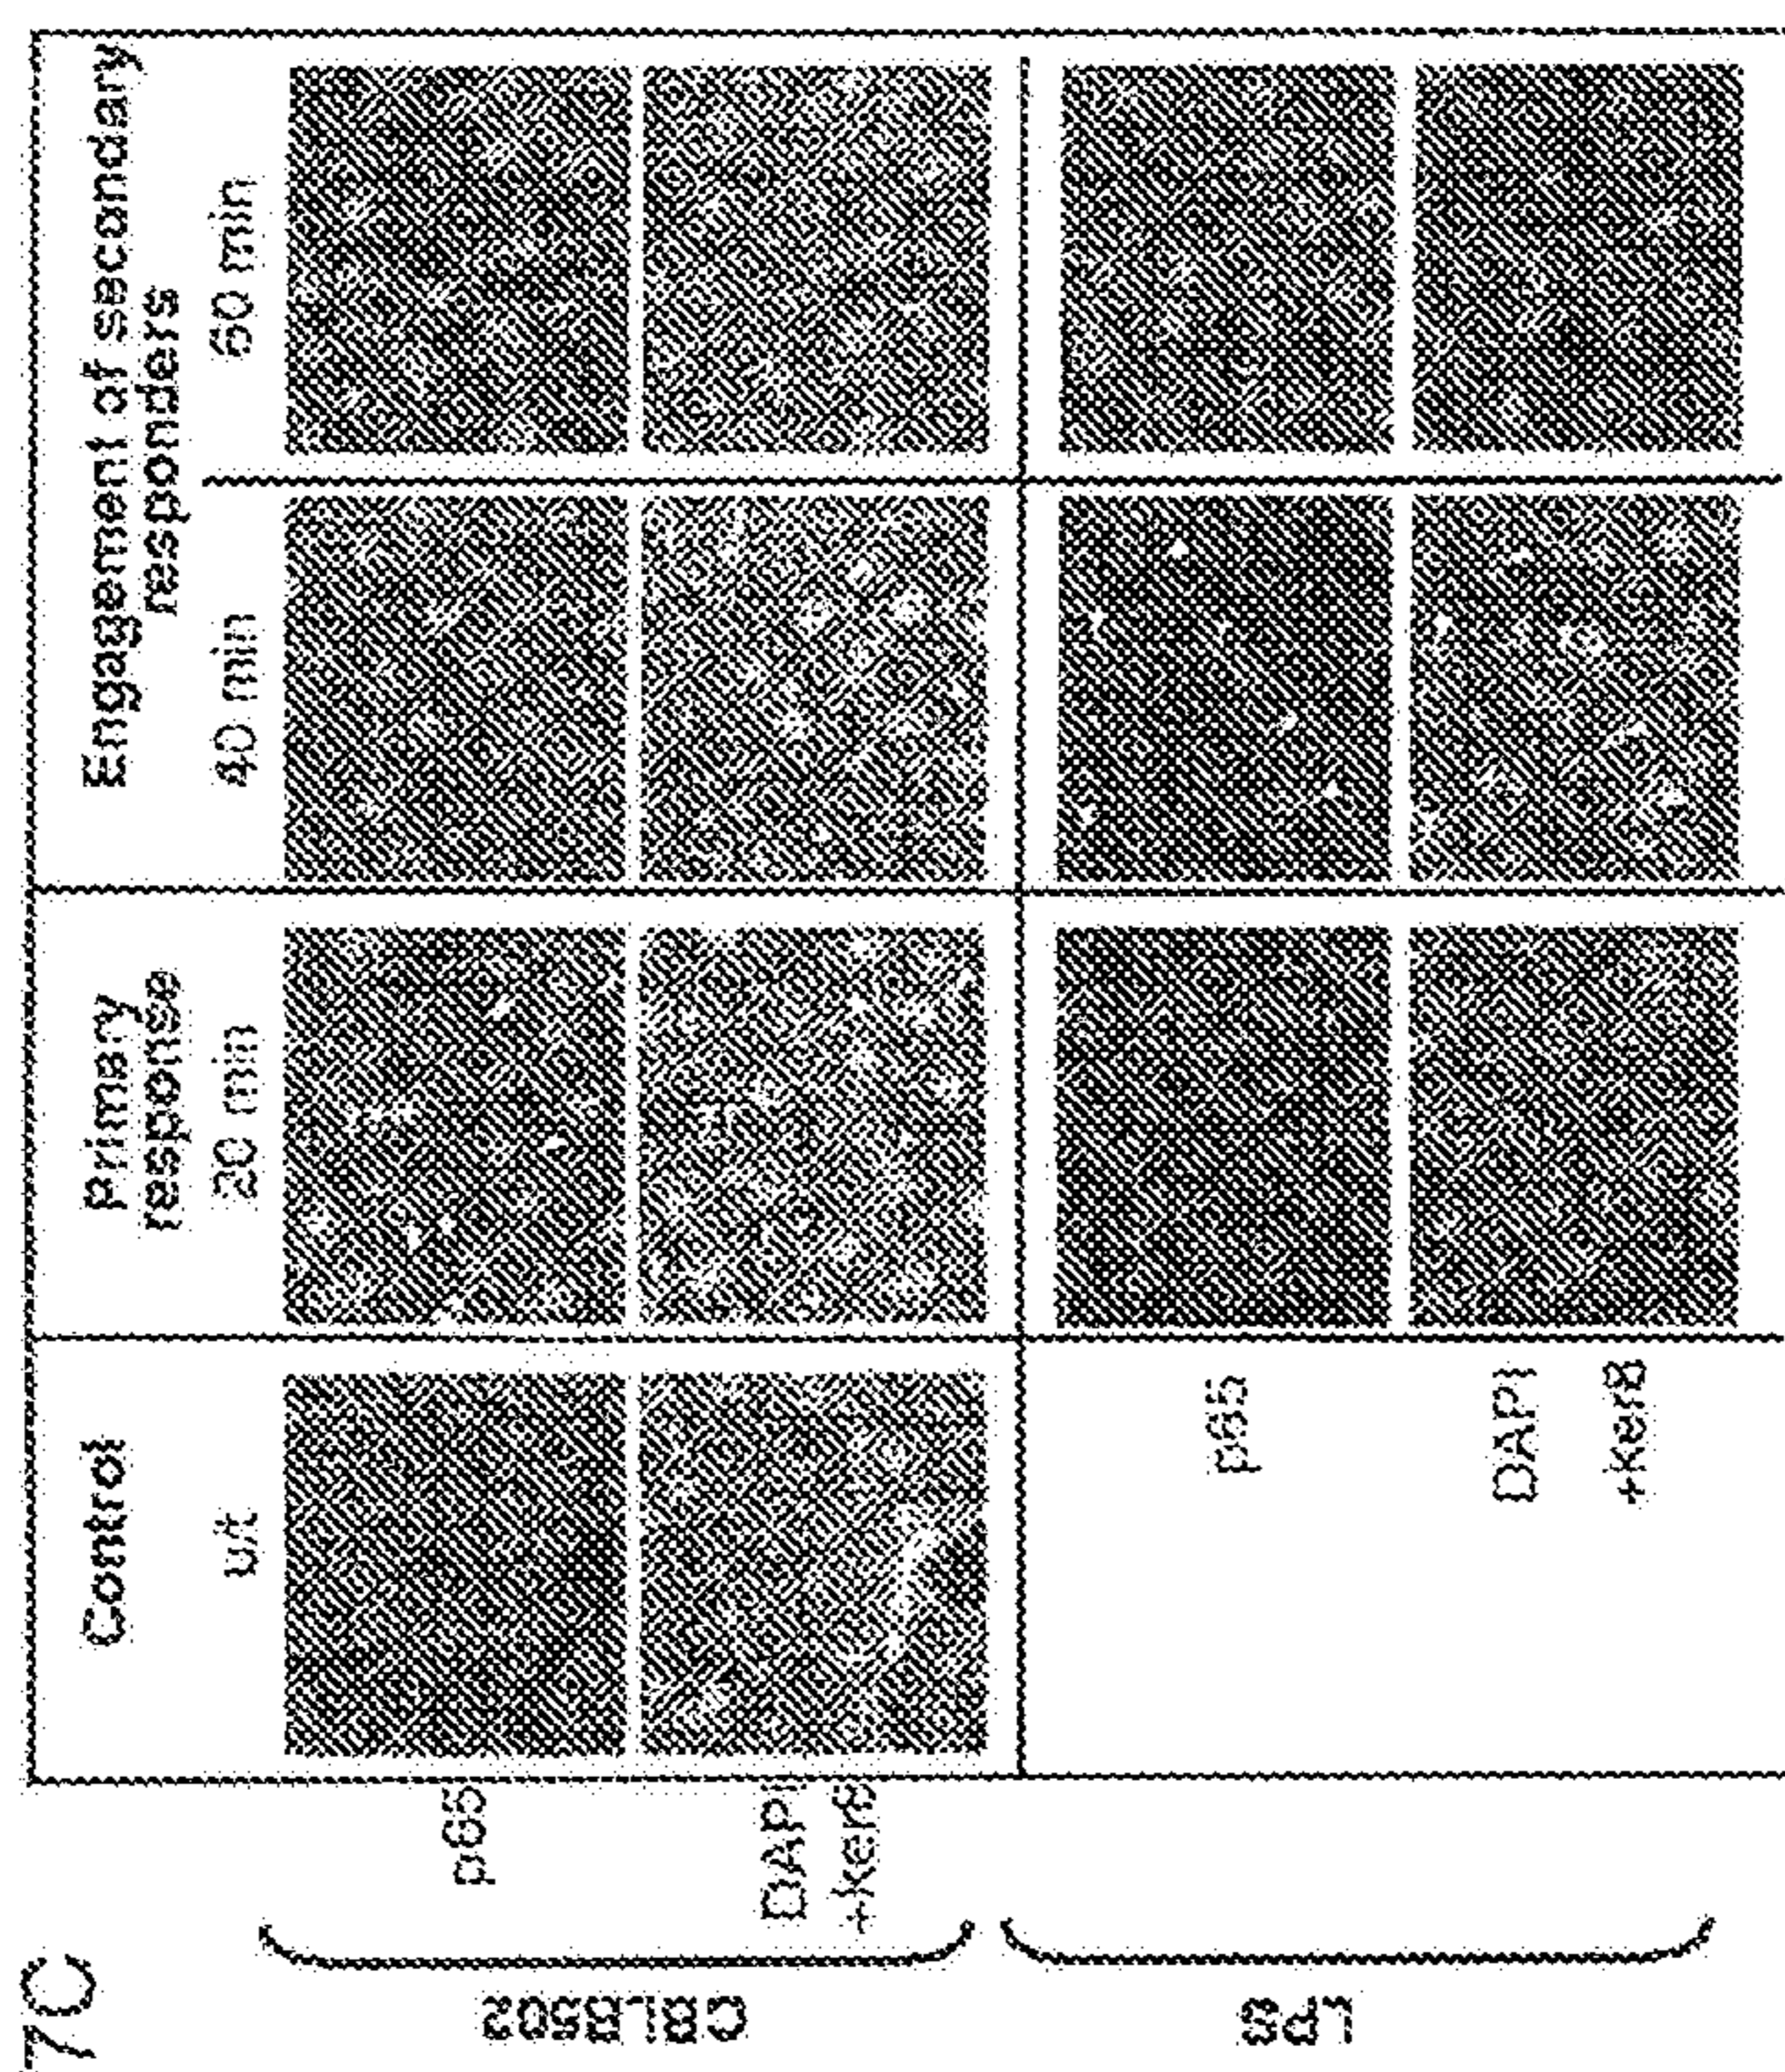 7C
Control
Primary
response
Engagement of secondary
responders
u/t
20 min
40 min
60 min
CBLB502
p65
DAPI
+ker8
LPS
p65
DAPI
+ker8